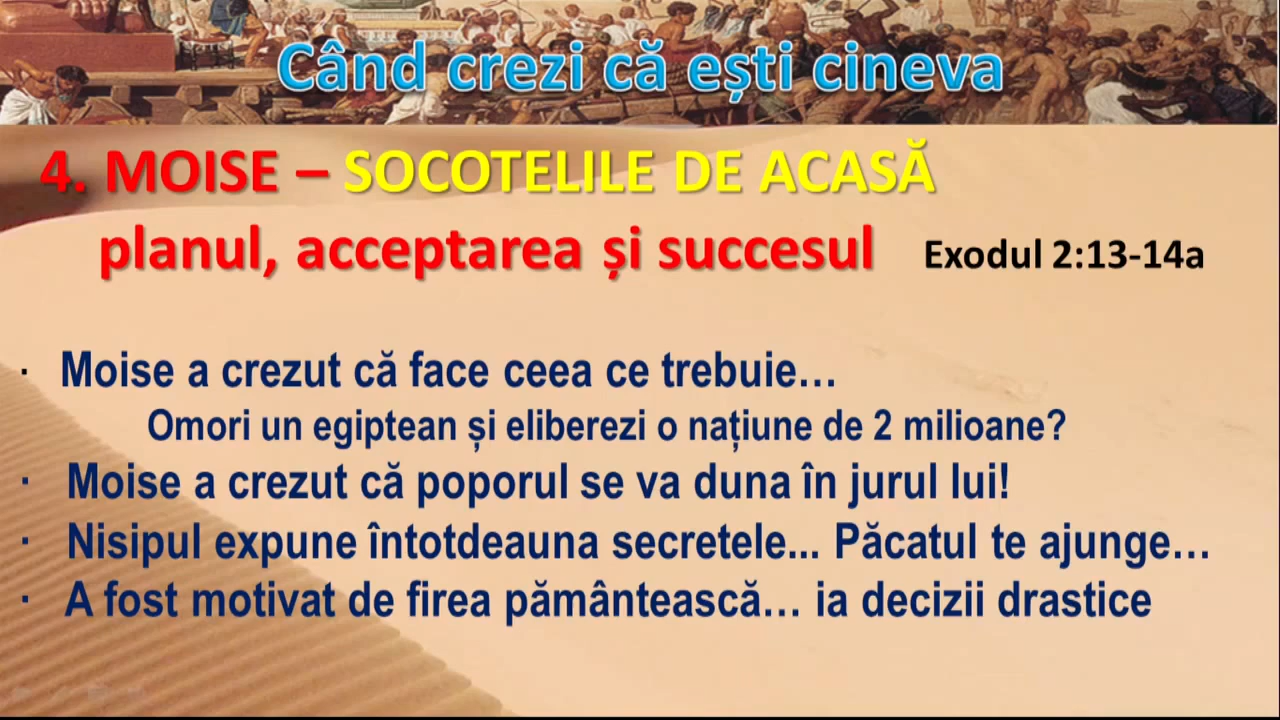 Când crezi că ești cineva
4. MOISE – SOCOTELILE DE ACASĂ
planul, acceptarea și succesul Exodul 2:13-14a
· Moise a crezut că face ceea ce trebuie…
Omori un egiptean și eliberezi o națiune de 2 milioane?
· Moise a crezut că poporul se va duna în jurul lui!
· Nisipul expune întotdeauna secretele... Păcatul te ajunge…
· A fost motivat de firea pământească… ia decizii drastice